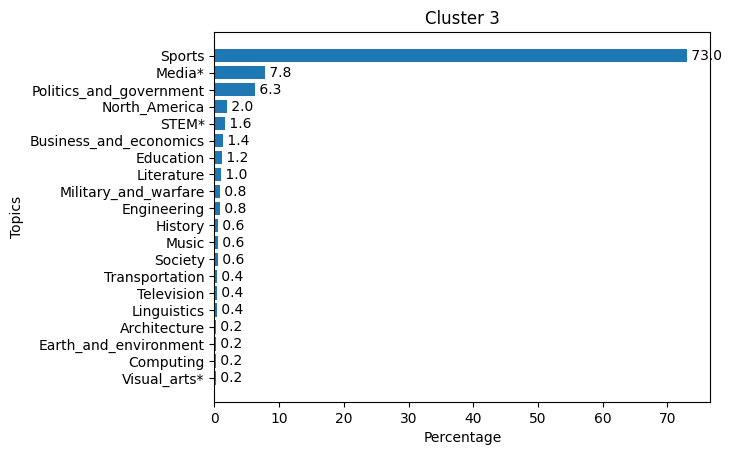 Cluster 3
Topics
Sports 73.0
Media* 7.8
Politics_and_government 6.3
North_America 2.0
STEM* 1.6
Business_and_economics 1.4
Education 1.2
Literature 1.0
Military_and_warfare 0.8
Engineering 0.8
History 0.6
Music 0.6
Society 0.6
Transportation 0.4
Television 0.4
Linguistics 0.4
Architecture 0.2
Earth_and_environment 0.2
Computing 0.2
Visual_arts* 0.2
0 10 20 30 40 50 60 70
Percentage